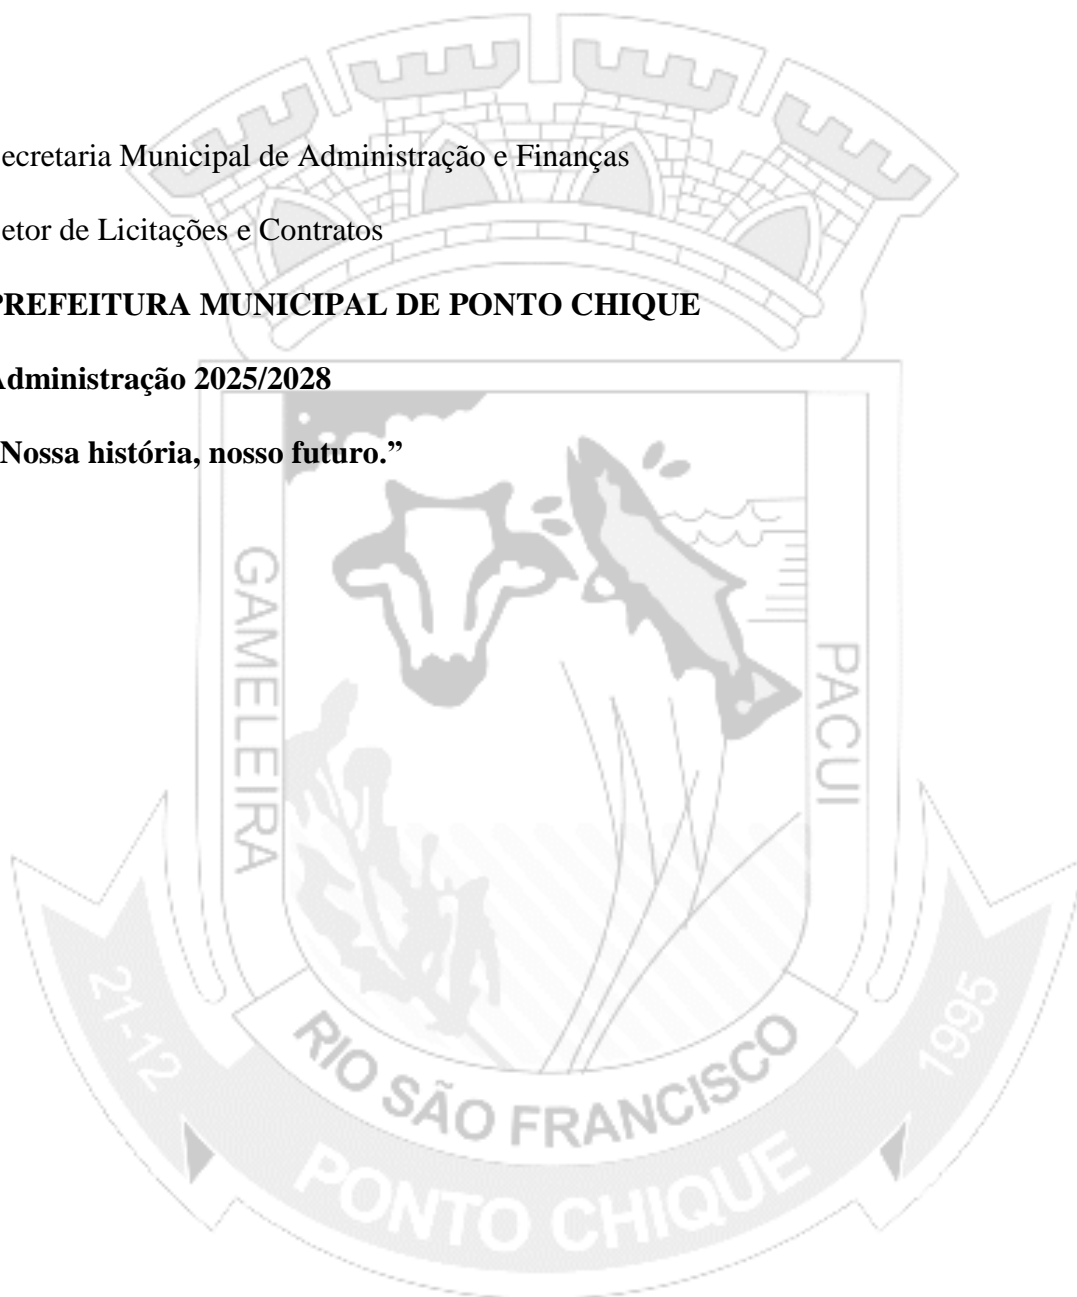 ecretaria Municipal de Administração e Finanças
etor de Licitações e Contratos
PREFEITURA MUNICIPAL DE PONTO CHIQUE
Administração 2025/2028
Nossa história, nosso futuro.”
GAMELEIRA
PACUI
RIO SÃO FRANCISCO
21-12
PONTO CHIQUE
1995